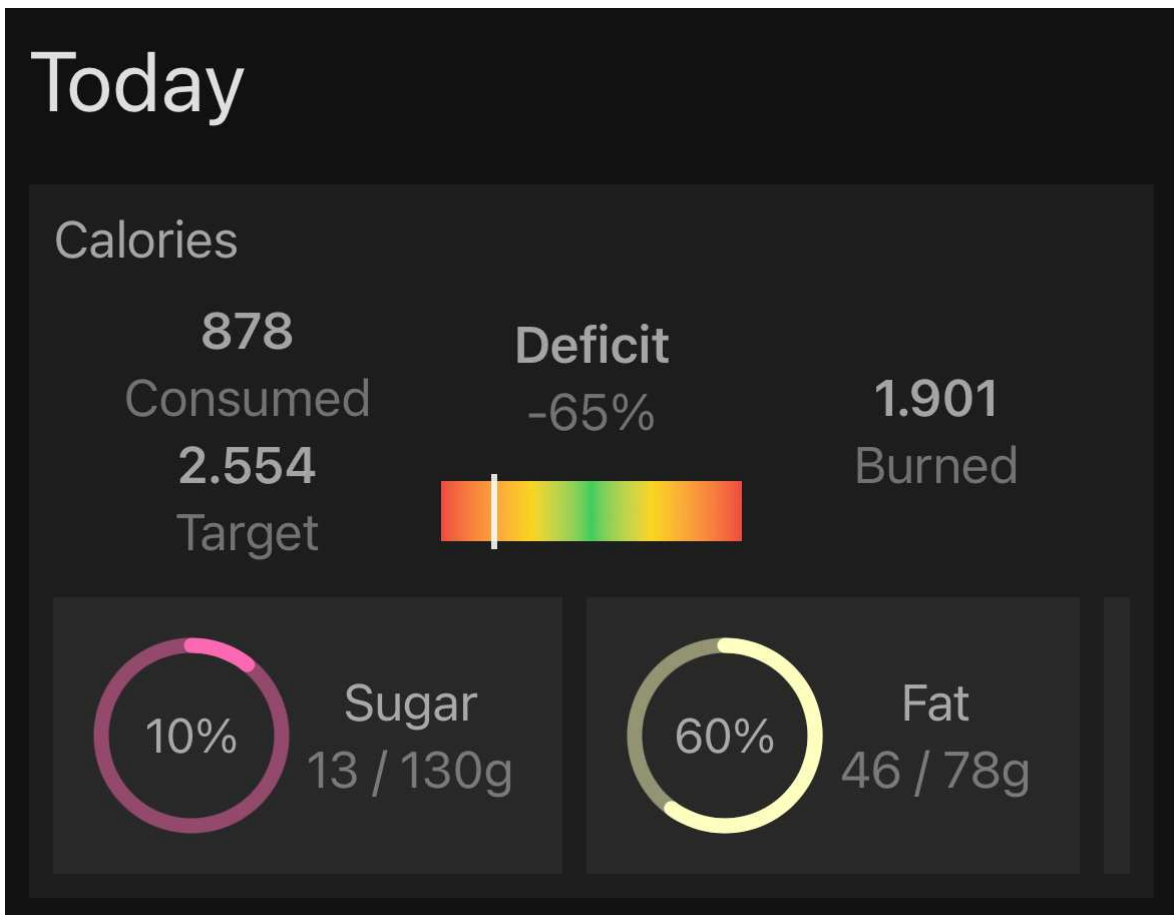 Today
Calories
878
Consumed
2.554
Target
Deficit
-65%
1.901
Burned
10%
Sugar
13 / 130g
60%
Fat
46 / 78g